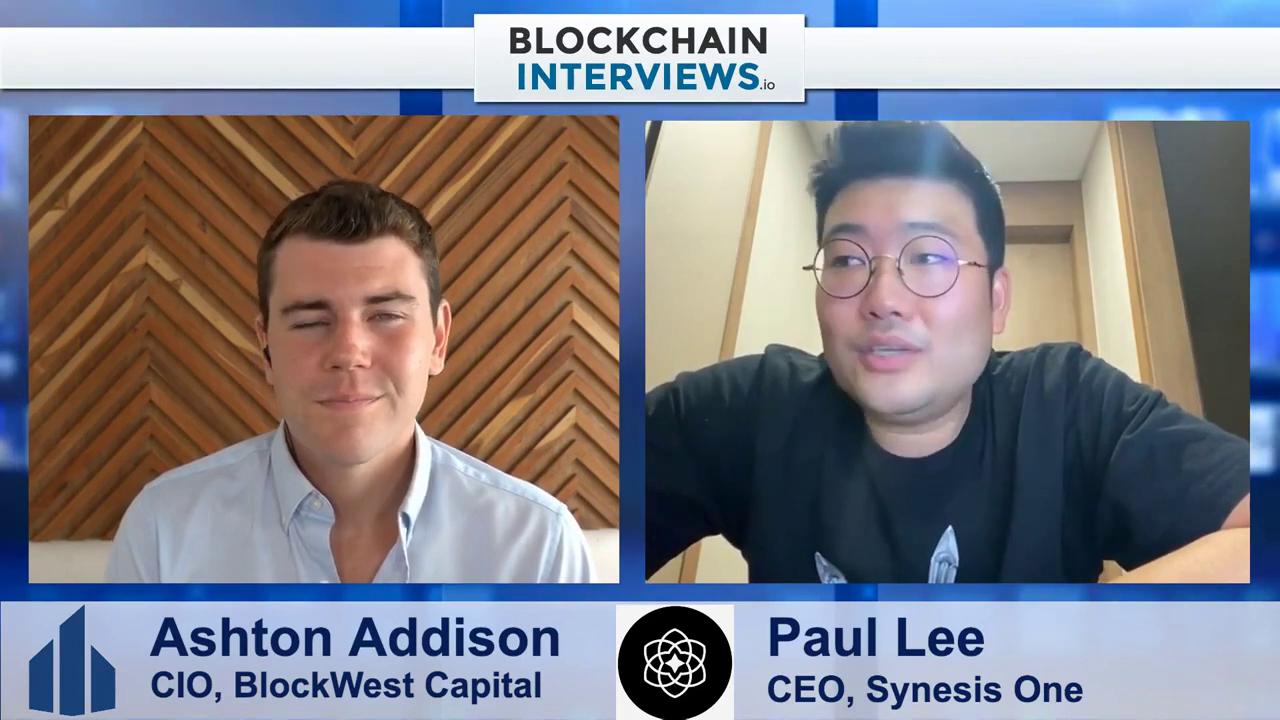 BLOCKCHAIN
INTERVIEWS.io
Ashton Addison
CIO, BlockWest Capital
Paul Lee
CEO, Synesis One